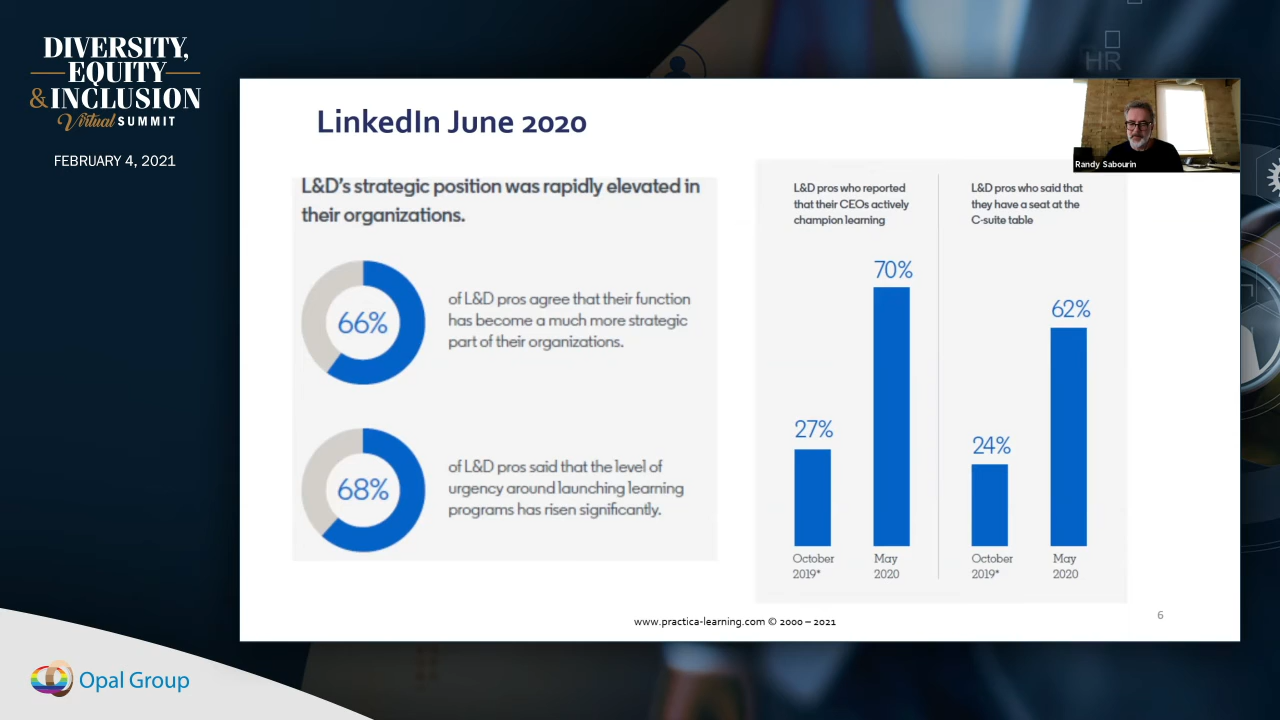 DIVERSITY,
EQUITY
& INCLUSION
Virtual SUMMIT
FEBRUARY 4, 2021
HR
LinkedIn June 2020
Randy Sabourin
L&D's strategic position was rapidly elevated in
their organizations.
66%
of L&D pros agree that their function
has become a much more strategic
part of their organizations.
68%
of L&D pros said that the level of
urgency around launching learning
programs has risen significantly.
L&D pros who reported
that their CEOs actively
champion learning
27%
70%
October
2019*
May
2020
L&D pros who said that
they have a seat at the
C-suite table
24%
62%
October
2019*
May
2020
www.practica-learning.com © 2000 – 2021
6
Opal Group